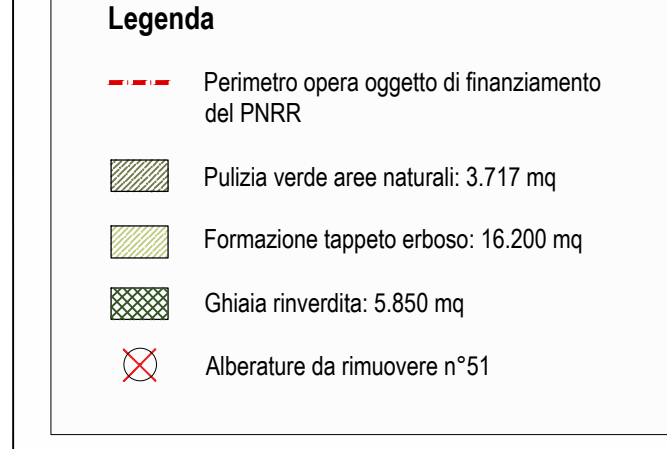 Legenda
Perimetro opera oggetto di finanziamento
del PNRR
Pulizia verde aree naturali: 3.717 mq
Formazione tappeto erboso: 16.200 mq
Ghiaia rinverdita: 5.850 mq
Alberature da rimuovere n°51